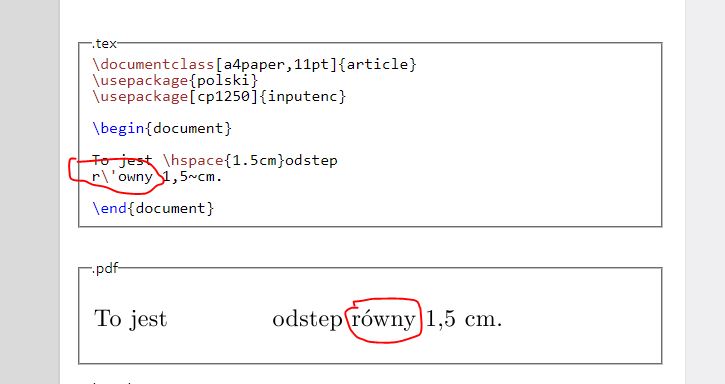 .tex
\documentclass[a4paper,11pt]{article}
\usepackage{polski}
\usepackage[cp1250]{inputenc}
\begin{document}
To jest \hspace{1.5cm}odstep
r\'owny 1,5~cm.
\end{document}
.pdf
To jest odstep równy 1,5 cm.